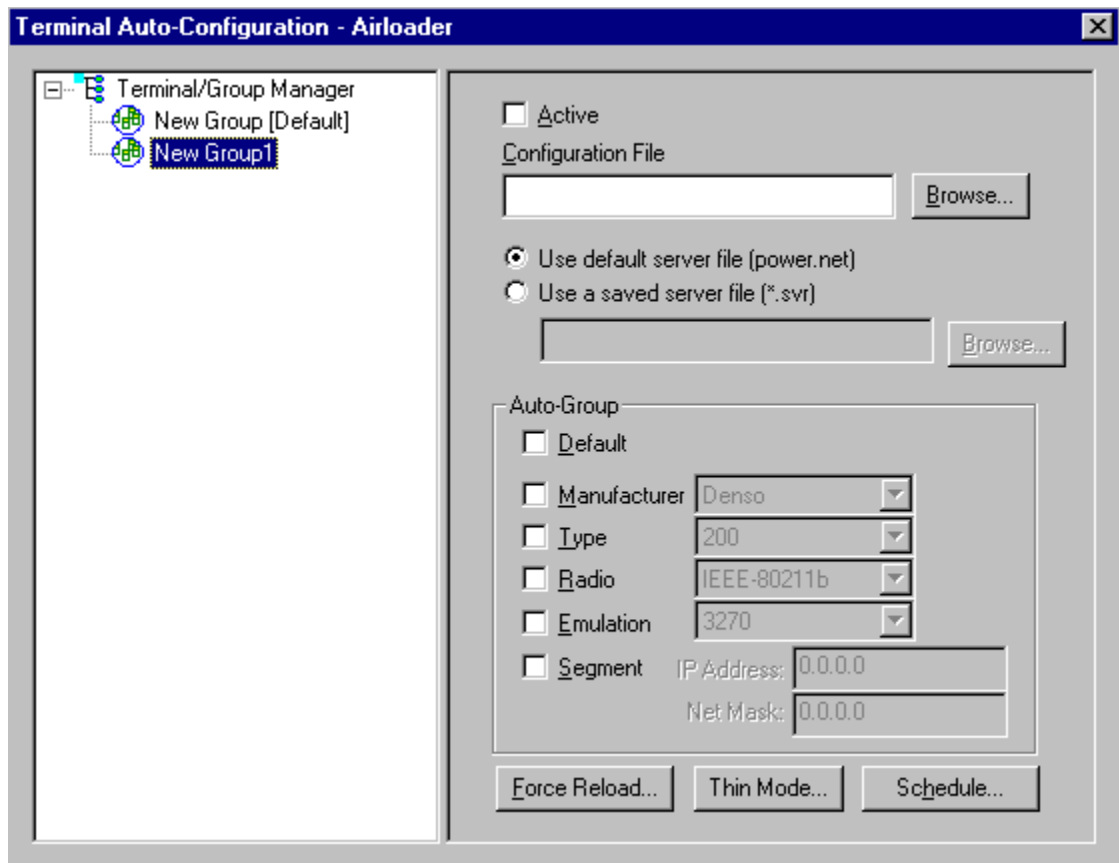 Terminal Auto-Configuration - Airloader
Terminal/Group Manager
New Group [Default]
New Group1
Active
Configuration File
Browse...
Use default server file (power.net)
Use a saved server file (*.svr)
Browse...
Auto-Group
Default
Manufacturer Denso
Type 200
Radio IEEE-80211b
Emulation 3270
Segment IP Address: 0.0.0.0
Net Mask: 0.0.0.0
Force Reload... Thin Mode... Schedule...